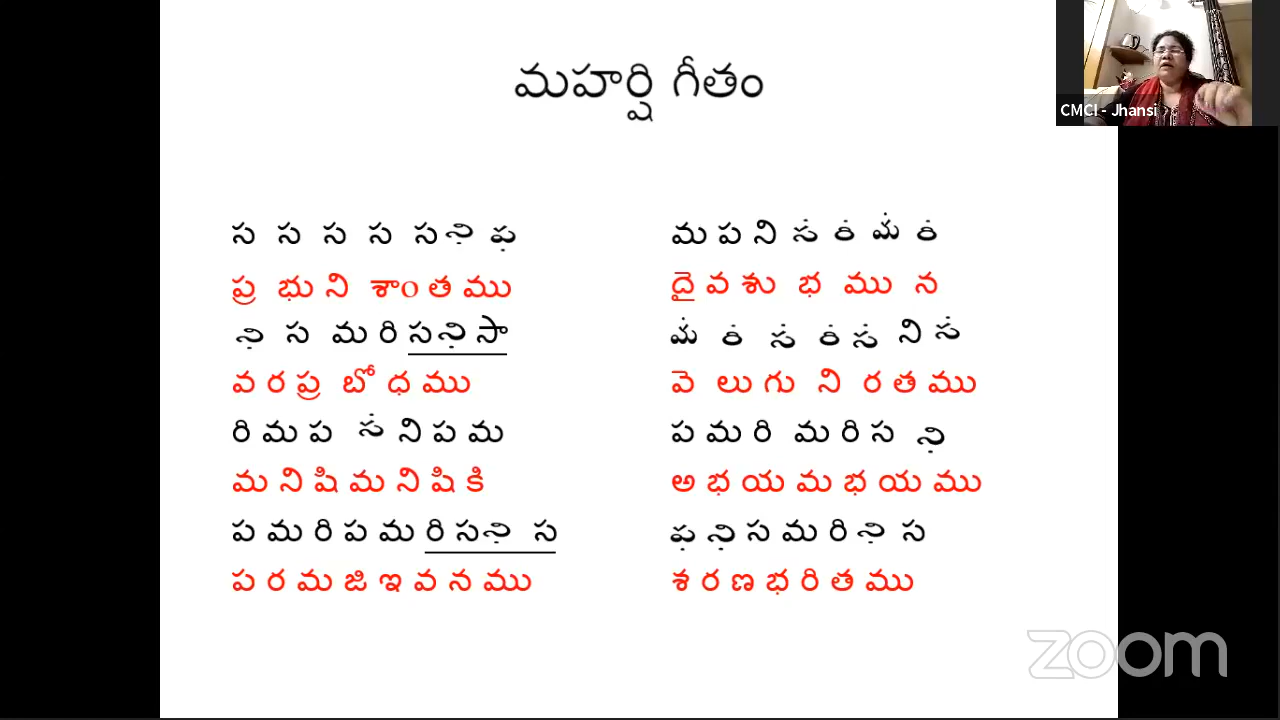 మహర్షి గీతం
CMCI - Jhansi
స స స స స ని ప
ప్ర భు ని శాం త ము
ని స మ రి స ని సా
వ ర ప్ర బో ధ ము
రి మ ప స ని ప మ
మ ని షి మ ని షి కి
ప మ రి ప మ రి స ని స
ప ర మ జి ఇ వ న ము
మ ప ని స రి మ రి
దై వ శు భ ము న
మ రి స రి స ని స
వె లు గు ని ర త ము
ప మ రి మ రి స ని
అ భ య మ భ య ము
ప ని స మ రి ని స
శ ర ణ భ రి త ము
zoom